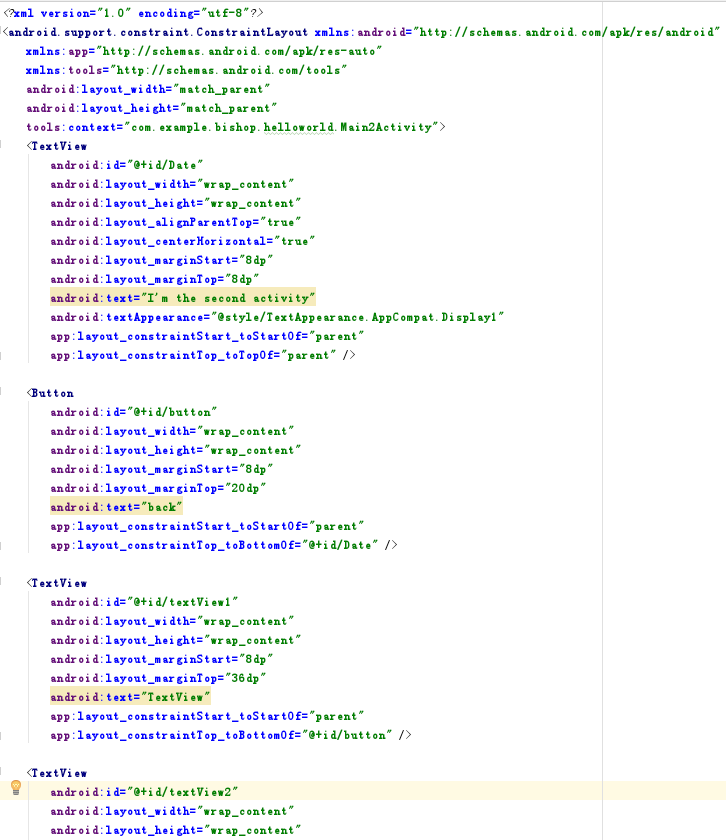 <?xml version="1.0" encoding="utf-8"?>
<android.support.constraint.ConstraintLayout xmlns:android="http://schemas.android.com/apk/res/android"
xmlns:app="http://schemas.android.com/apk/res-auto"
xmlns:tools="http://schemas.android.com/tools"
android:layout_width="match_parent"
android:layout_height="match_parent"
tools:context="com.example.bishop.helloworld.Main2Activity">
<TextView
android:id="@+id/Date"
android:layout_width="wrap_content"
android:layout_height="wrap_content"
android:layout_alignParentTop="true"
android:layout_centerHorizontal="true"
android:layout_marginStart="8dp"
android:layout_marginTop="8dp"
android:text="I'm the second activity"
android:textAppearance="@style/TextAppearance.AppCompat.Display1"
app:layout_constraintStart_toStartOf="parent"
app:layout_constraintTop_toTopOf="parent" />
<Button
android:id="@+id/button"
android:layout_width="wrap_content"
android:layout_height="wrap_content"
android:layout_marginStart="8dp"
android:layout_marginTop="20dp"
android:text="back"
app:layout_constraintStart_toStartOf="parent"
app:layout_constraintTop_toBottomOf="@+id/Date" />
<TextView
android:id="@+id/textView1"
android:layout_width="wrap_content"
android:layout_height="wrap_content"
android:layout_marginStart="8dp"
android:layout_marginTop="36dp"
android:text="TextView"
app:layout_constraintStart_toStartOf="parent"
app:layout_constraintTop_toBottomOf="@+id/button" />
<TextView
android:id="@+id/textView2"
android:layout_width="wrap_content"
android:layout_height="wrap_content"